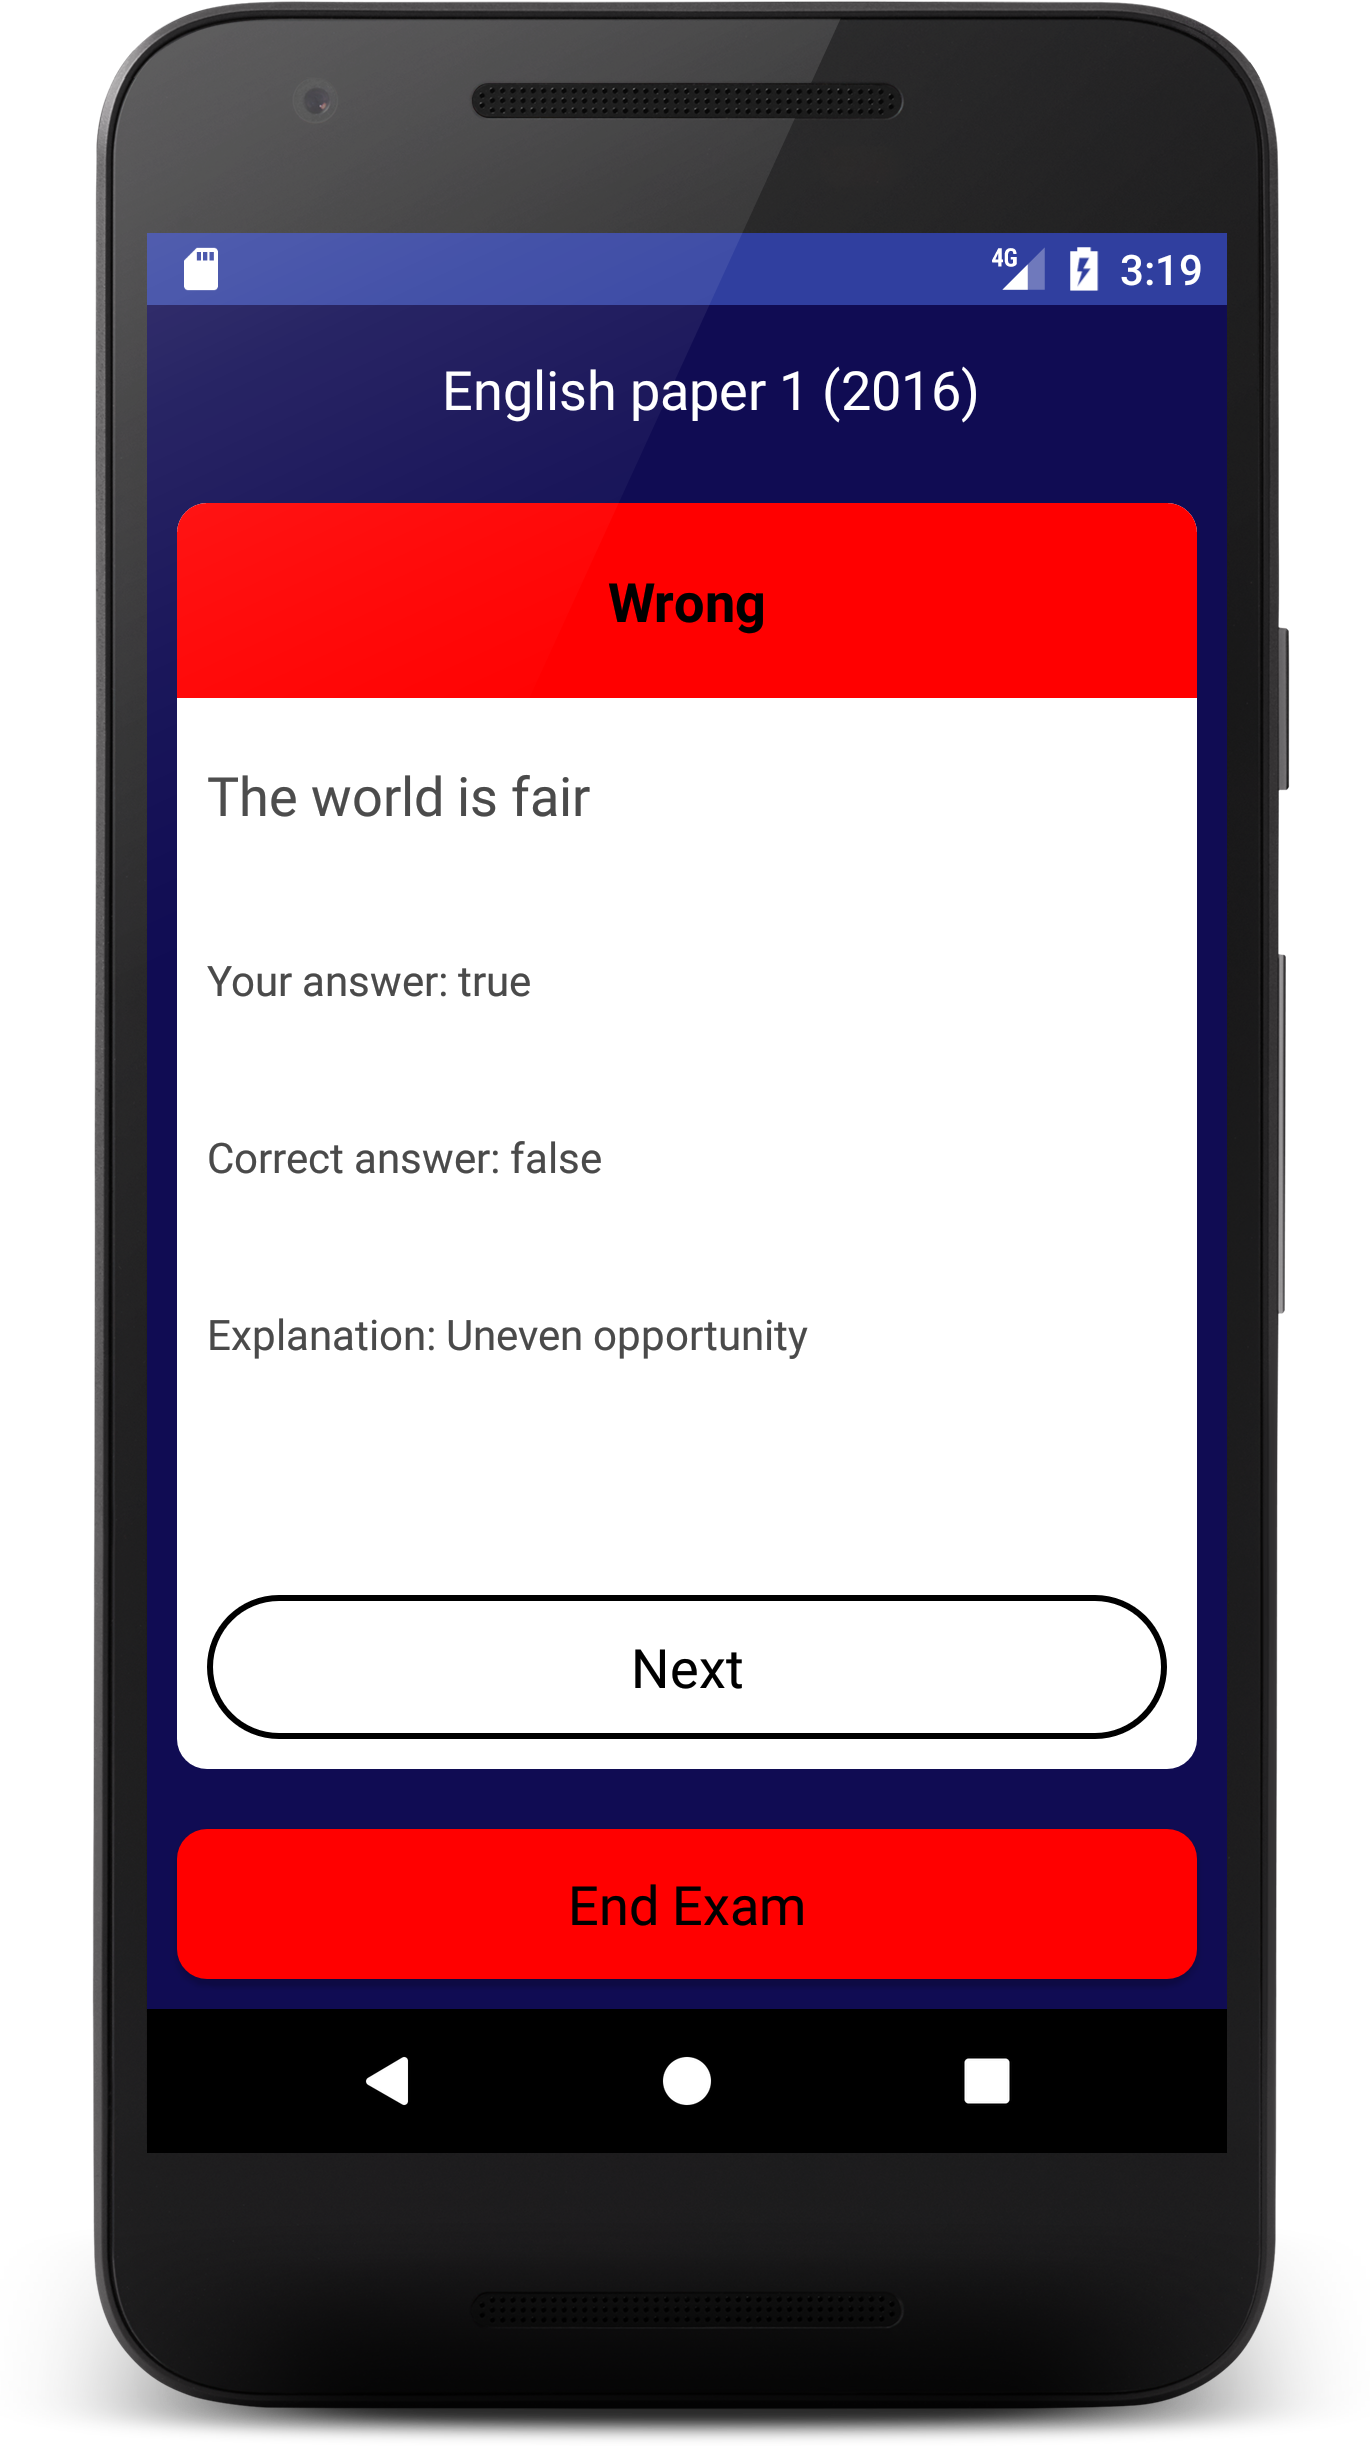 4G 3:19
English paper 1 (2016)
Wrong
The world is fair
Your answer: true
Correct answer: false
Explanation: Uneven opportunity
Next
End Exam